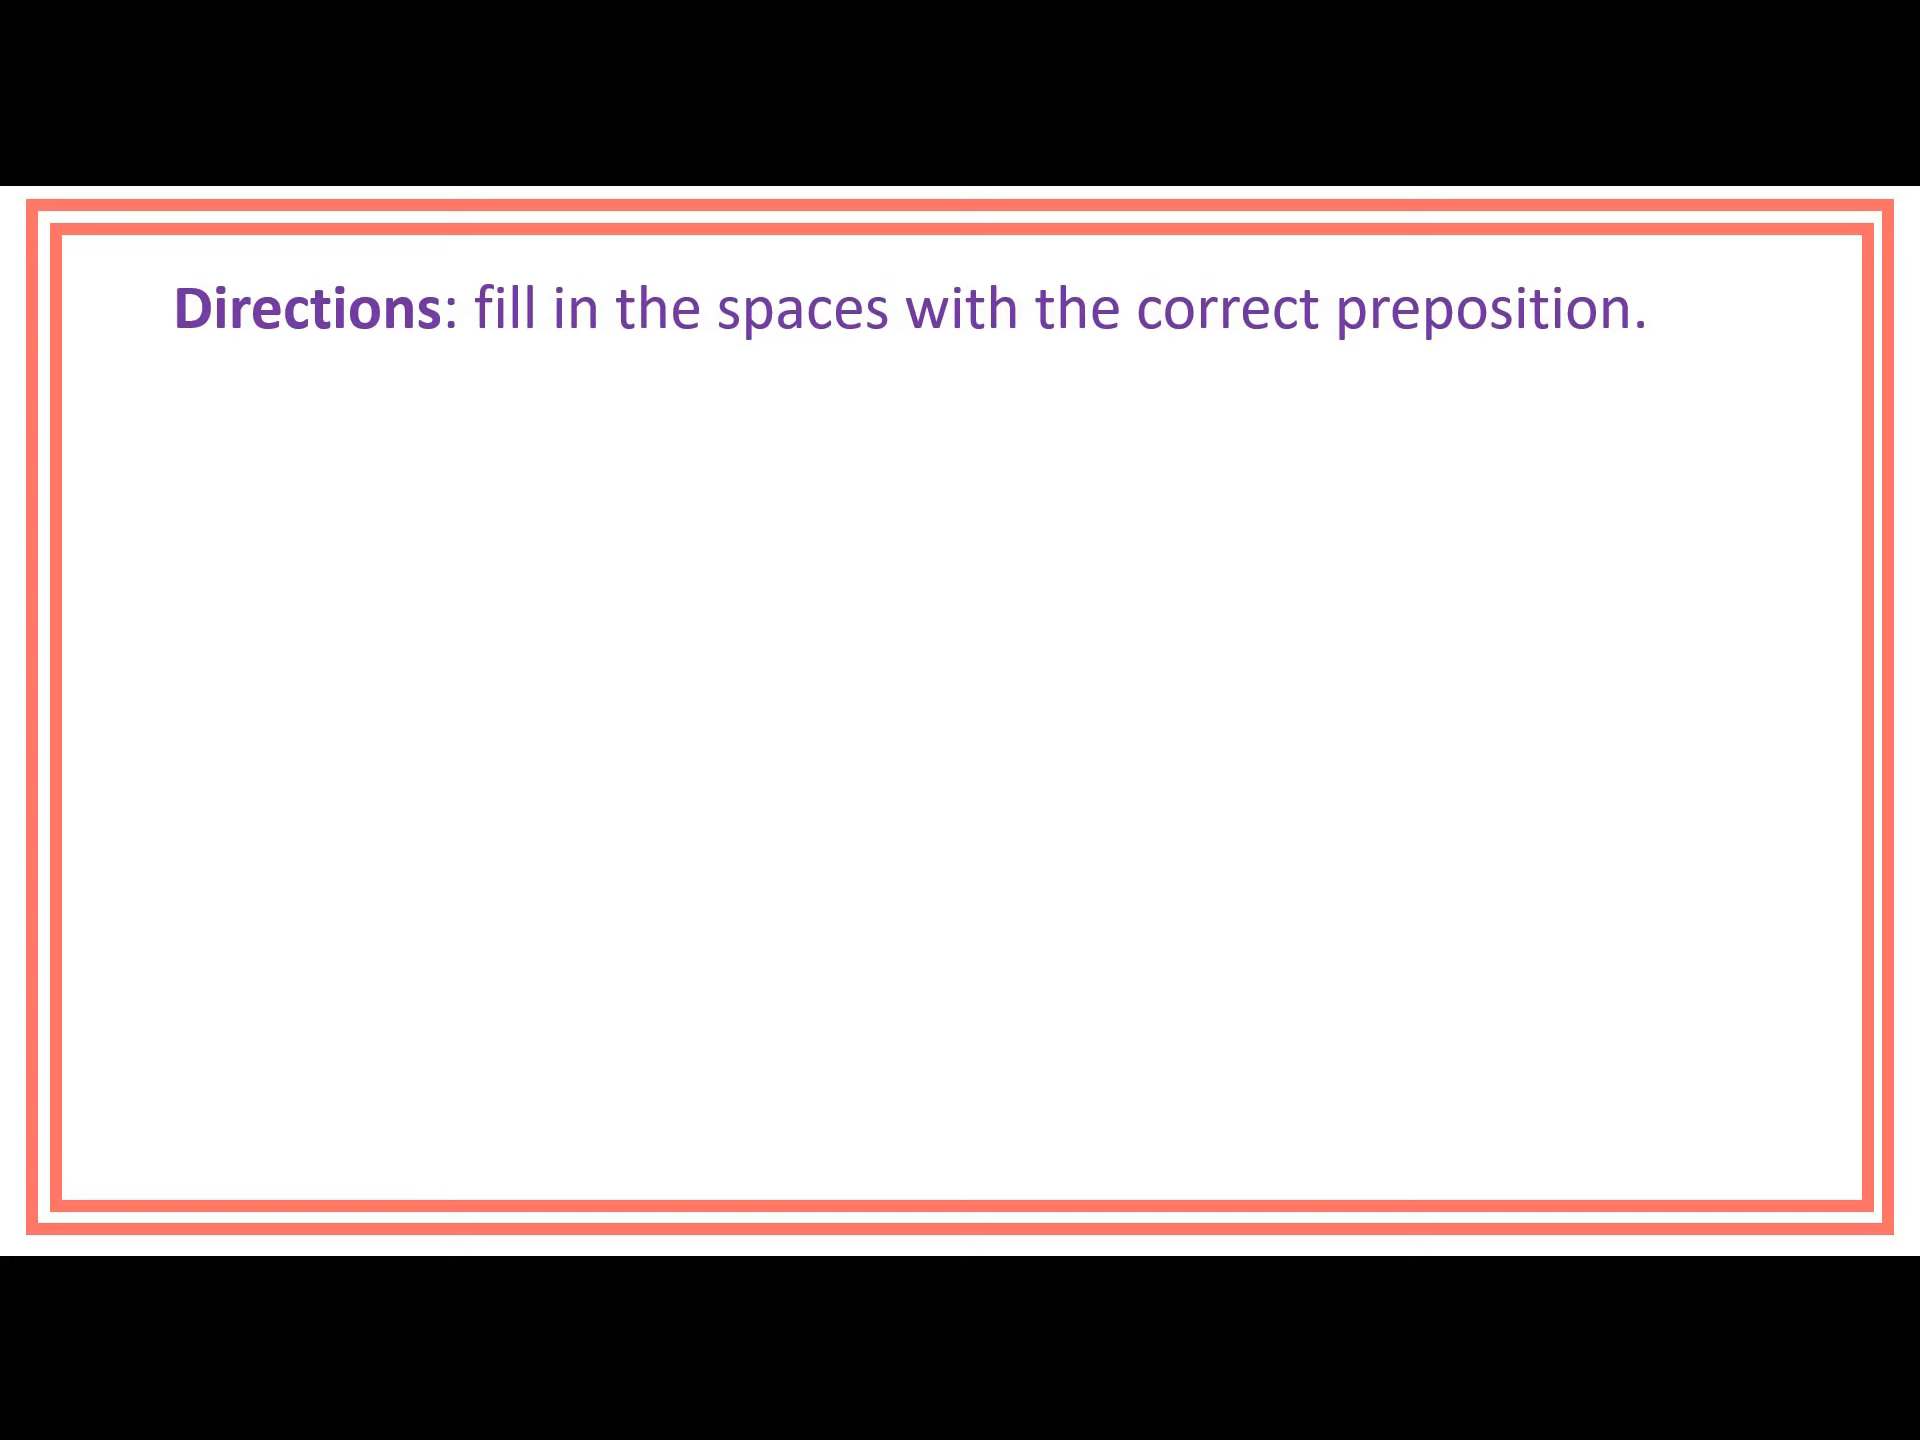 Directions: fill in the spaces with the correct preposition.